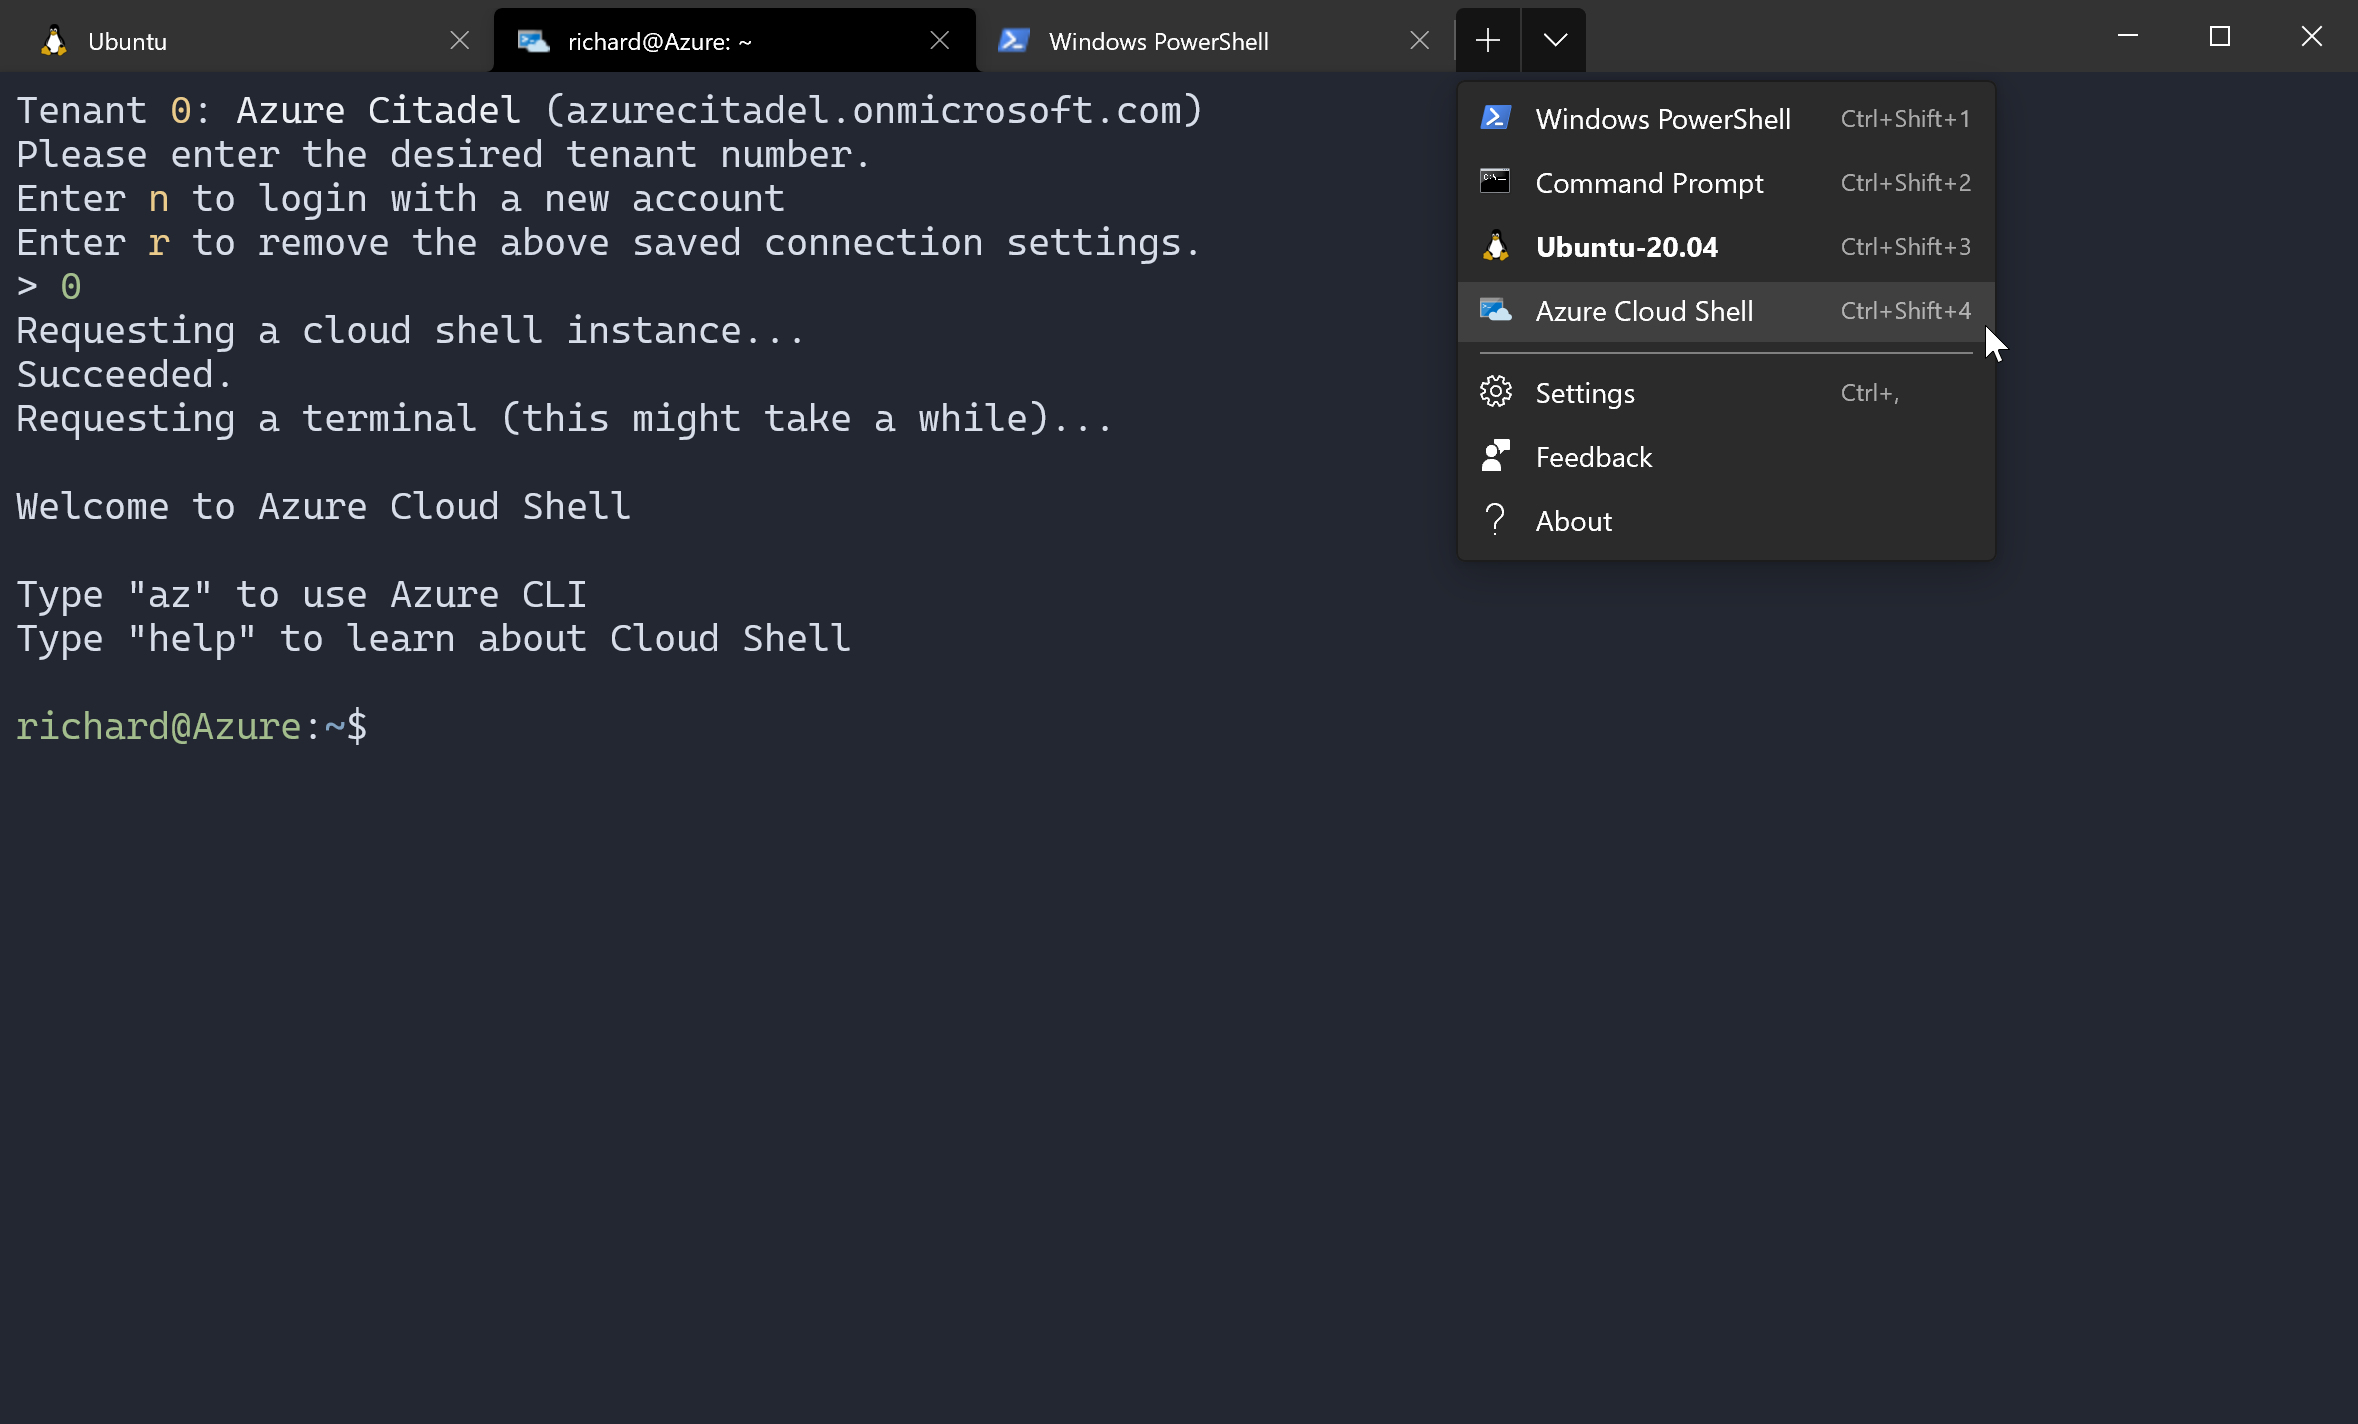 Ubuntu
richard@Azure: ~
Windows PowerShell
Tenant 0: Azure Citadel (azurecitadel.onmicrosoft.com)
Please enter the desired tenant number.
Enter n to login with a new account
Enter r to remove the above saved connection settings.
> 0
Requesting a cloud shell instance...
Succeeded.
Requesting a terminal (this might take a while)...
Welcome to Azure Cloud Shell
Type "az" to use Azure CLI
Type "help" to learn about Cloud Shell
richard@Azure:~$
Windows PowerShell Ctrl+Shift+1
Command Prompt Ctrl+Shift+2
Ubuntu-20.04 Ctrl+Shift+3
Azure Cloud Shell Ctrl+Shift+4
Settings Ctrl+,
Feedback
About